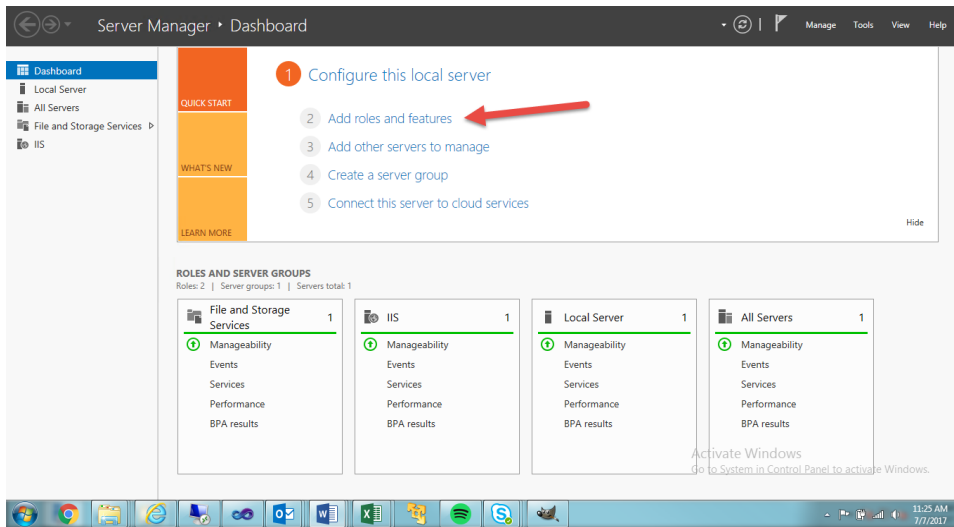 Server Manager ‣ Dashboard
Manage Tools View Help
Dashboard
Local Server
All Servers
File and Storage Services
IIS
QUICK START
WHAT'S NEW
LEARN MORE
1 Configure this local server
2 Add roles and features
3 Add other servers to manage
4 Create a server group
5 Connect this server to cloud services
Hide
ROLES AND SERVER GROUPS
Roles: 2 | Server groups: 1 | Servers total: 1
File and Storage
Services 1
Manageability
Events
Services
Performance
BPA results
IIS 1
Manageability
Events
Services
Performance
BPA results
Local Server 1
Manageability
Events
Services
Performance
BPA results
All Servers 1
Manageability
Events
Services
Performance
BPA results
Activate Windows
Go to System in Control Panel to activate Windows.
11:25 AM
7/7/2017